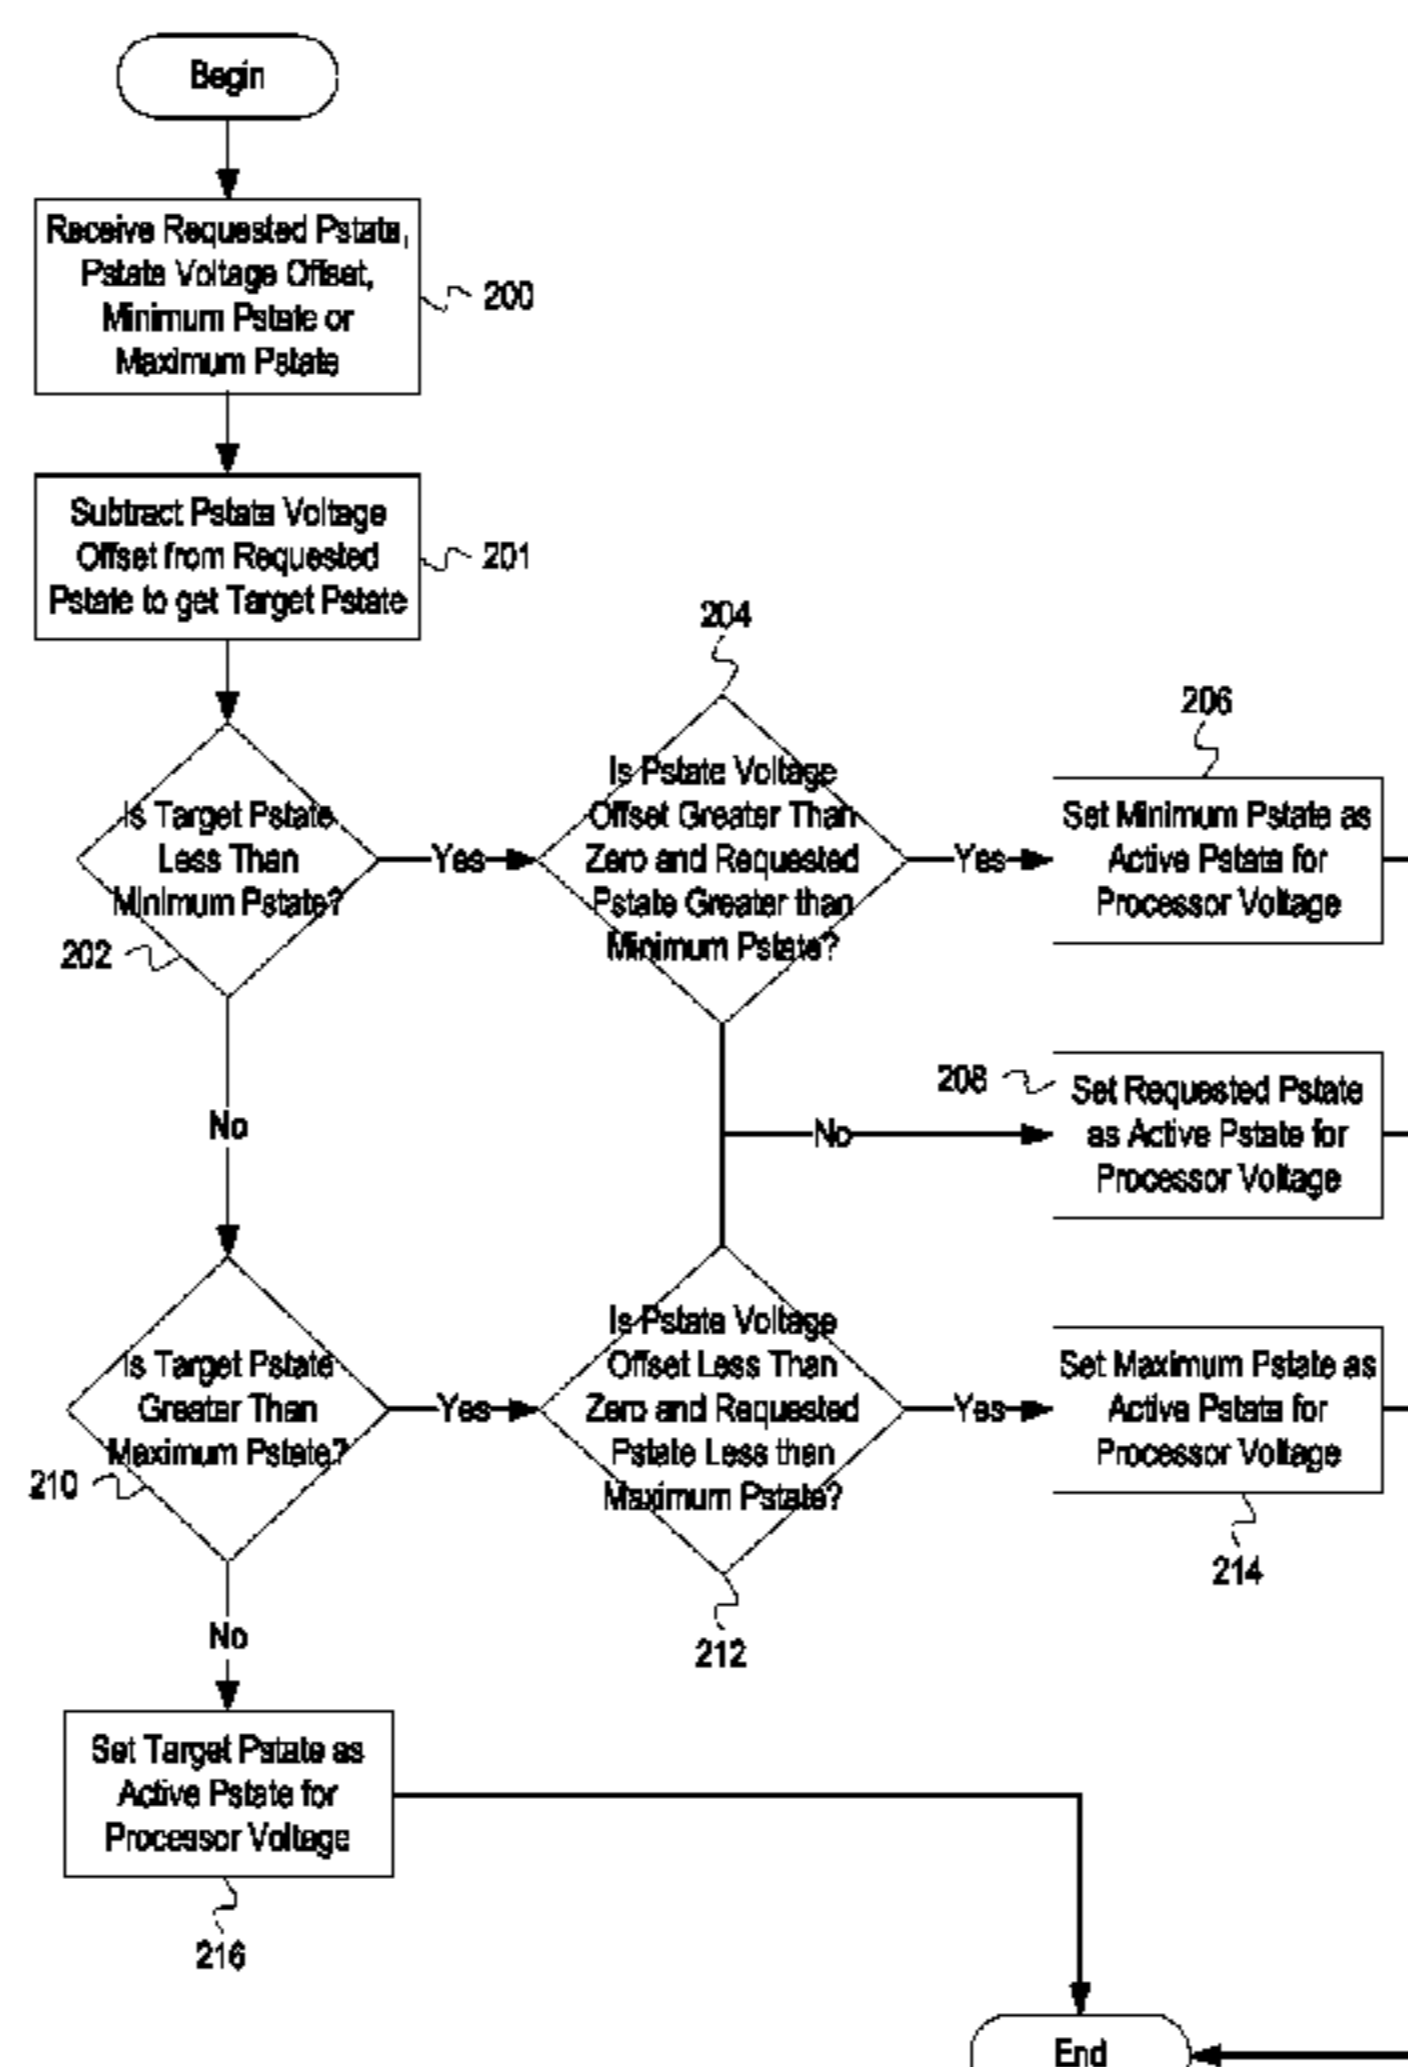 Begin
Receive Requested Pstate,
Pstate Voltage Offset,
Minimum Pstate or
Maximum Pstate
200
Subtract Pstate Voltage
Offset from Requested
Pstate to get Target Pstate
201
204
206
Is Target Pstate
Less Than
Minimum Pstate?
202
Yes
Is Pstate Voltage
Offset Greater Than
Zero and Requested
Pstate Greater than
Minimum Pstate?
Yes
Set Minimum Pstate as
Active Pstate for
Processor Voltage
No
No
208
Set Requested Pstate
as Active Pstate for
Processor Voltage
Is Target Pstate
Greater Than
Maximum Pstate?
210
Yes
Is Pstate Voltage
Offset Less Than
Zero and Requested
Pstate Less than
Maximum Pstate?
212
Yes
Set Maximum Pstate as
Active Pstate for
Processor Voltage
214
No
Set Target Pstate as
Active Pstate for
Processor Voltage
216
End